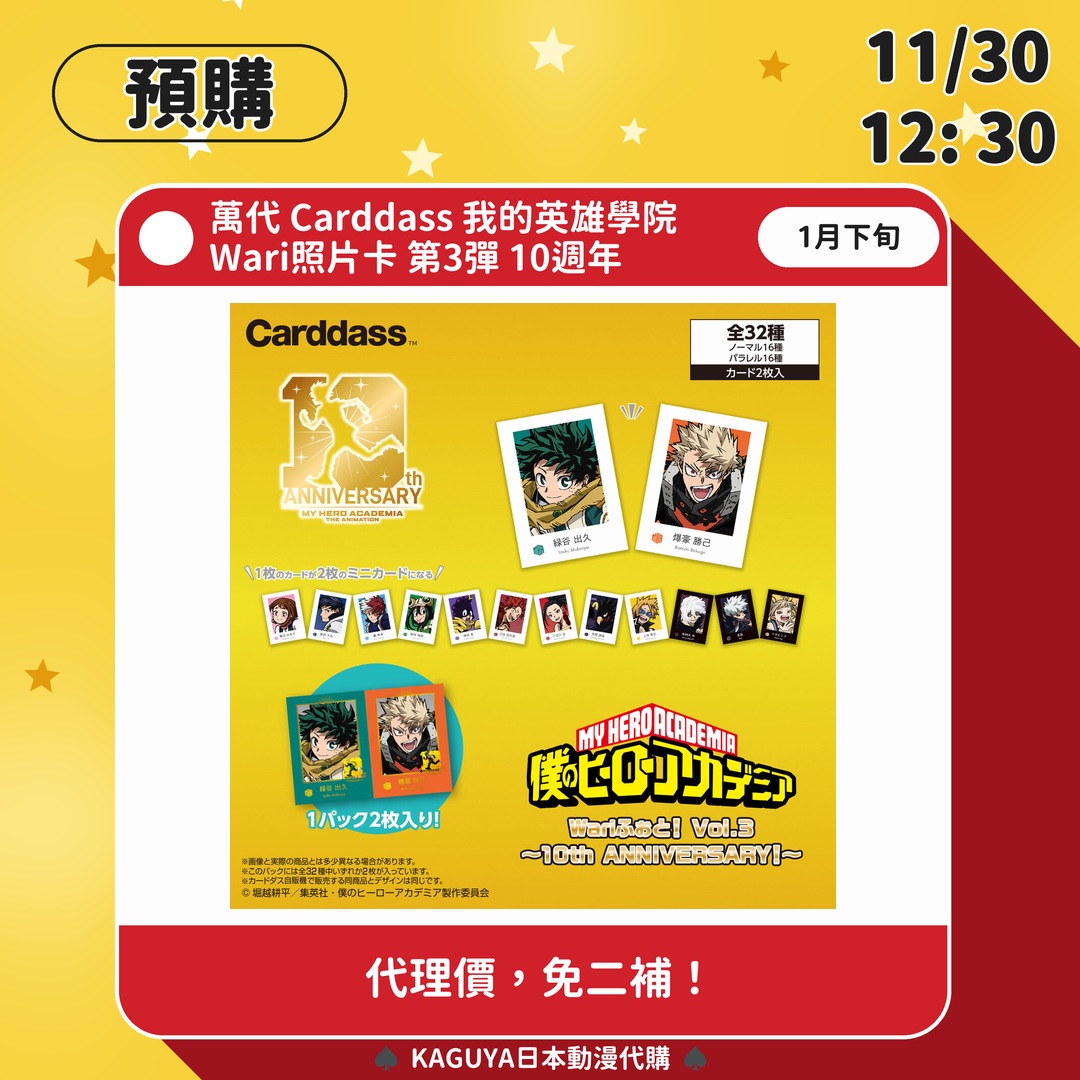 預購
11/30
12:30
萬代 Carddass 我的英雄學院
Wari照片卡 第3彈 10週年
1月下旬
Carddass™
全32種
ノーマル16種
パラレル16種
カード2枚入
10th
ANNIVERSARY
MY HERO ACADEMIA
THE ANIMATION
緑谷 出久
Izuku Midoriya
爆豪 勝己
Katsuki Bakugo
1枚のカードが2枚のミニカードになる
緑谷 出久
1パック2枚入り!
MY HERO ACADEMIA
僕のヒーローアカデミア
Wariふぉと! Vol.3
~10th ANNIVERSARY!~
※画像と実際の商品とは多少異なる場合があります。
※このパックには全32種中いずれか2枚が入っています。
※カードダス自販機で販売する同商品とデザインは同じです。
© 堀越耕平/集英社・僕のヒーローアカデミア製作委員会
代理價,免二補!
KAGUYA日本動漫代購